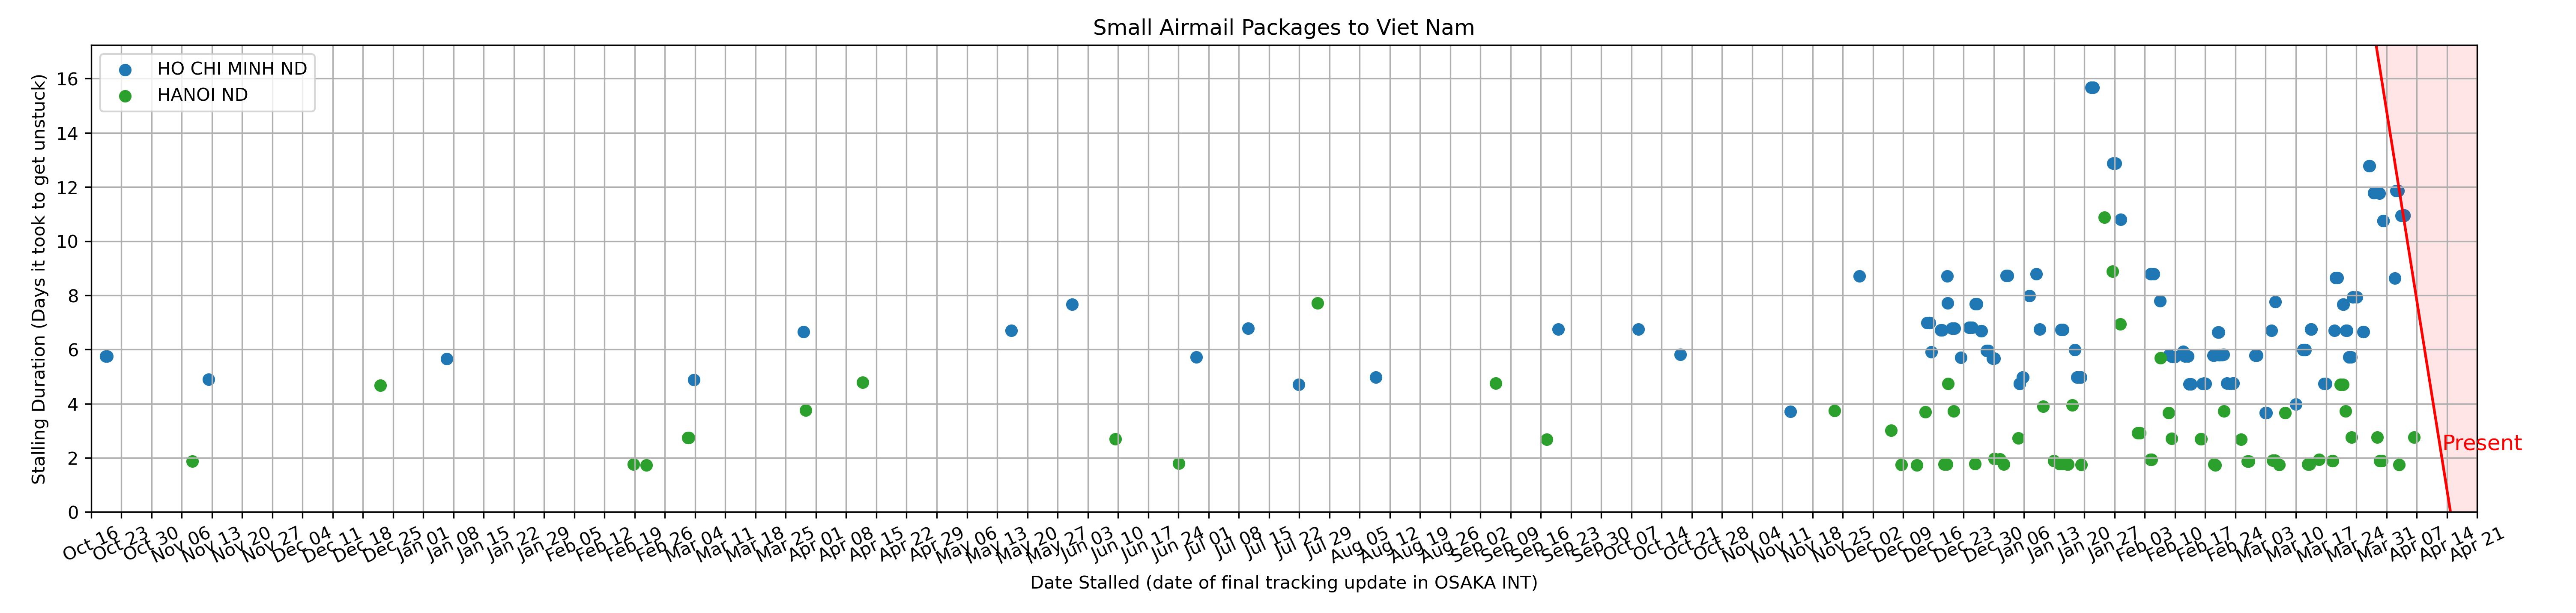 Small Airmail Packages to Viet Nam
HO CHI MINH ND
HANOI ND
Stalling Duration (Days it took to get unstuck)
16
14
12
10
8
6
4
2
0
Present
Oct 16 Oct 23 Oct 30 Nov 06 Nov 13 Nov 20 Nov 27 Dec 04 Dec 11 Dec 18 Dec 25 Jan 01 Jan 08 Jan 15 Jan 22 Jan 29 Feb 05 Feb 12 Feb 19 Feb 26 Mar 04 Mar 11 Mar 18 Mar 25 Apr 01 Apr 08 Apr 15 Apr 22 Apr 29 May 06 May 13 May 20 May 27 Jun 03 Jun 10 Jun 17 Jun 24 Jul 01 Jul 08 Jul 15 Jul 22 Jul 29 Aug 05 Aug 12 Aug 19 Aug 26 Sep 02 Sep 09 Sep 16 Sep 23 Sep 30 Oct 07 Oct 14 Oct 21 Oct 28 Nov 04 Nov 11 Nov 18 Nov 25 Dec 02 Dec 09 Dec 16 Dec 23 Dec 30 Jan 06 Jan 13 Jan 20 Jan 27 Feb 03 Feb 10 Feb 17 Feb 24 Mar 03 Mar 10 Mar 17 Mar 24 Mar 31 Apr 07 Apr 14 Apr 21
Date Stalled (date of final tracking update in OSAKA INT)